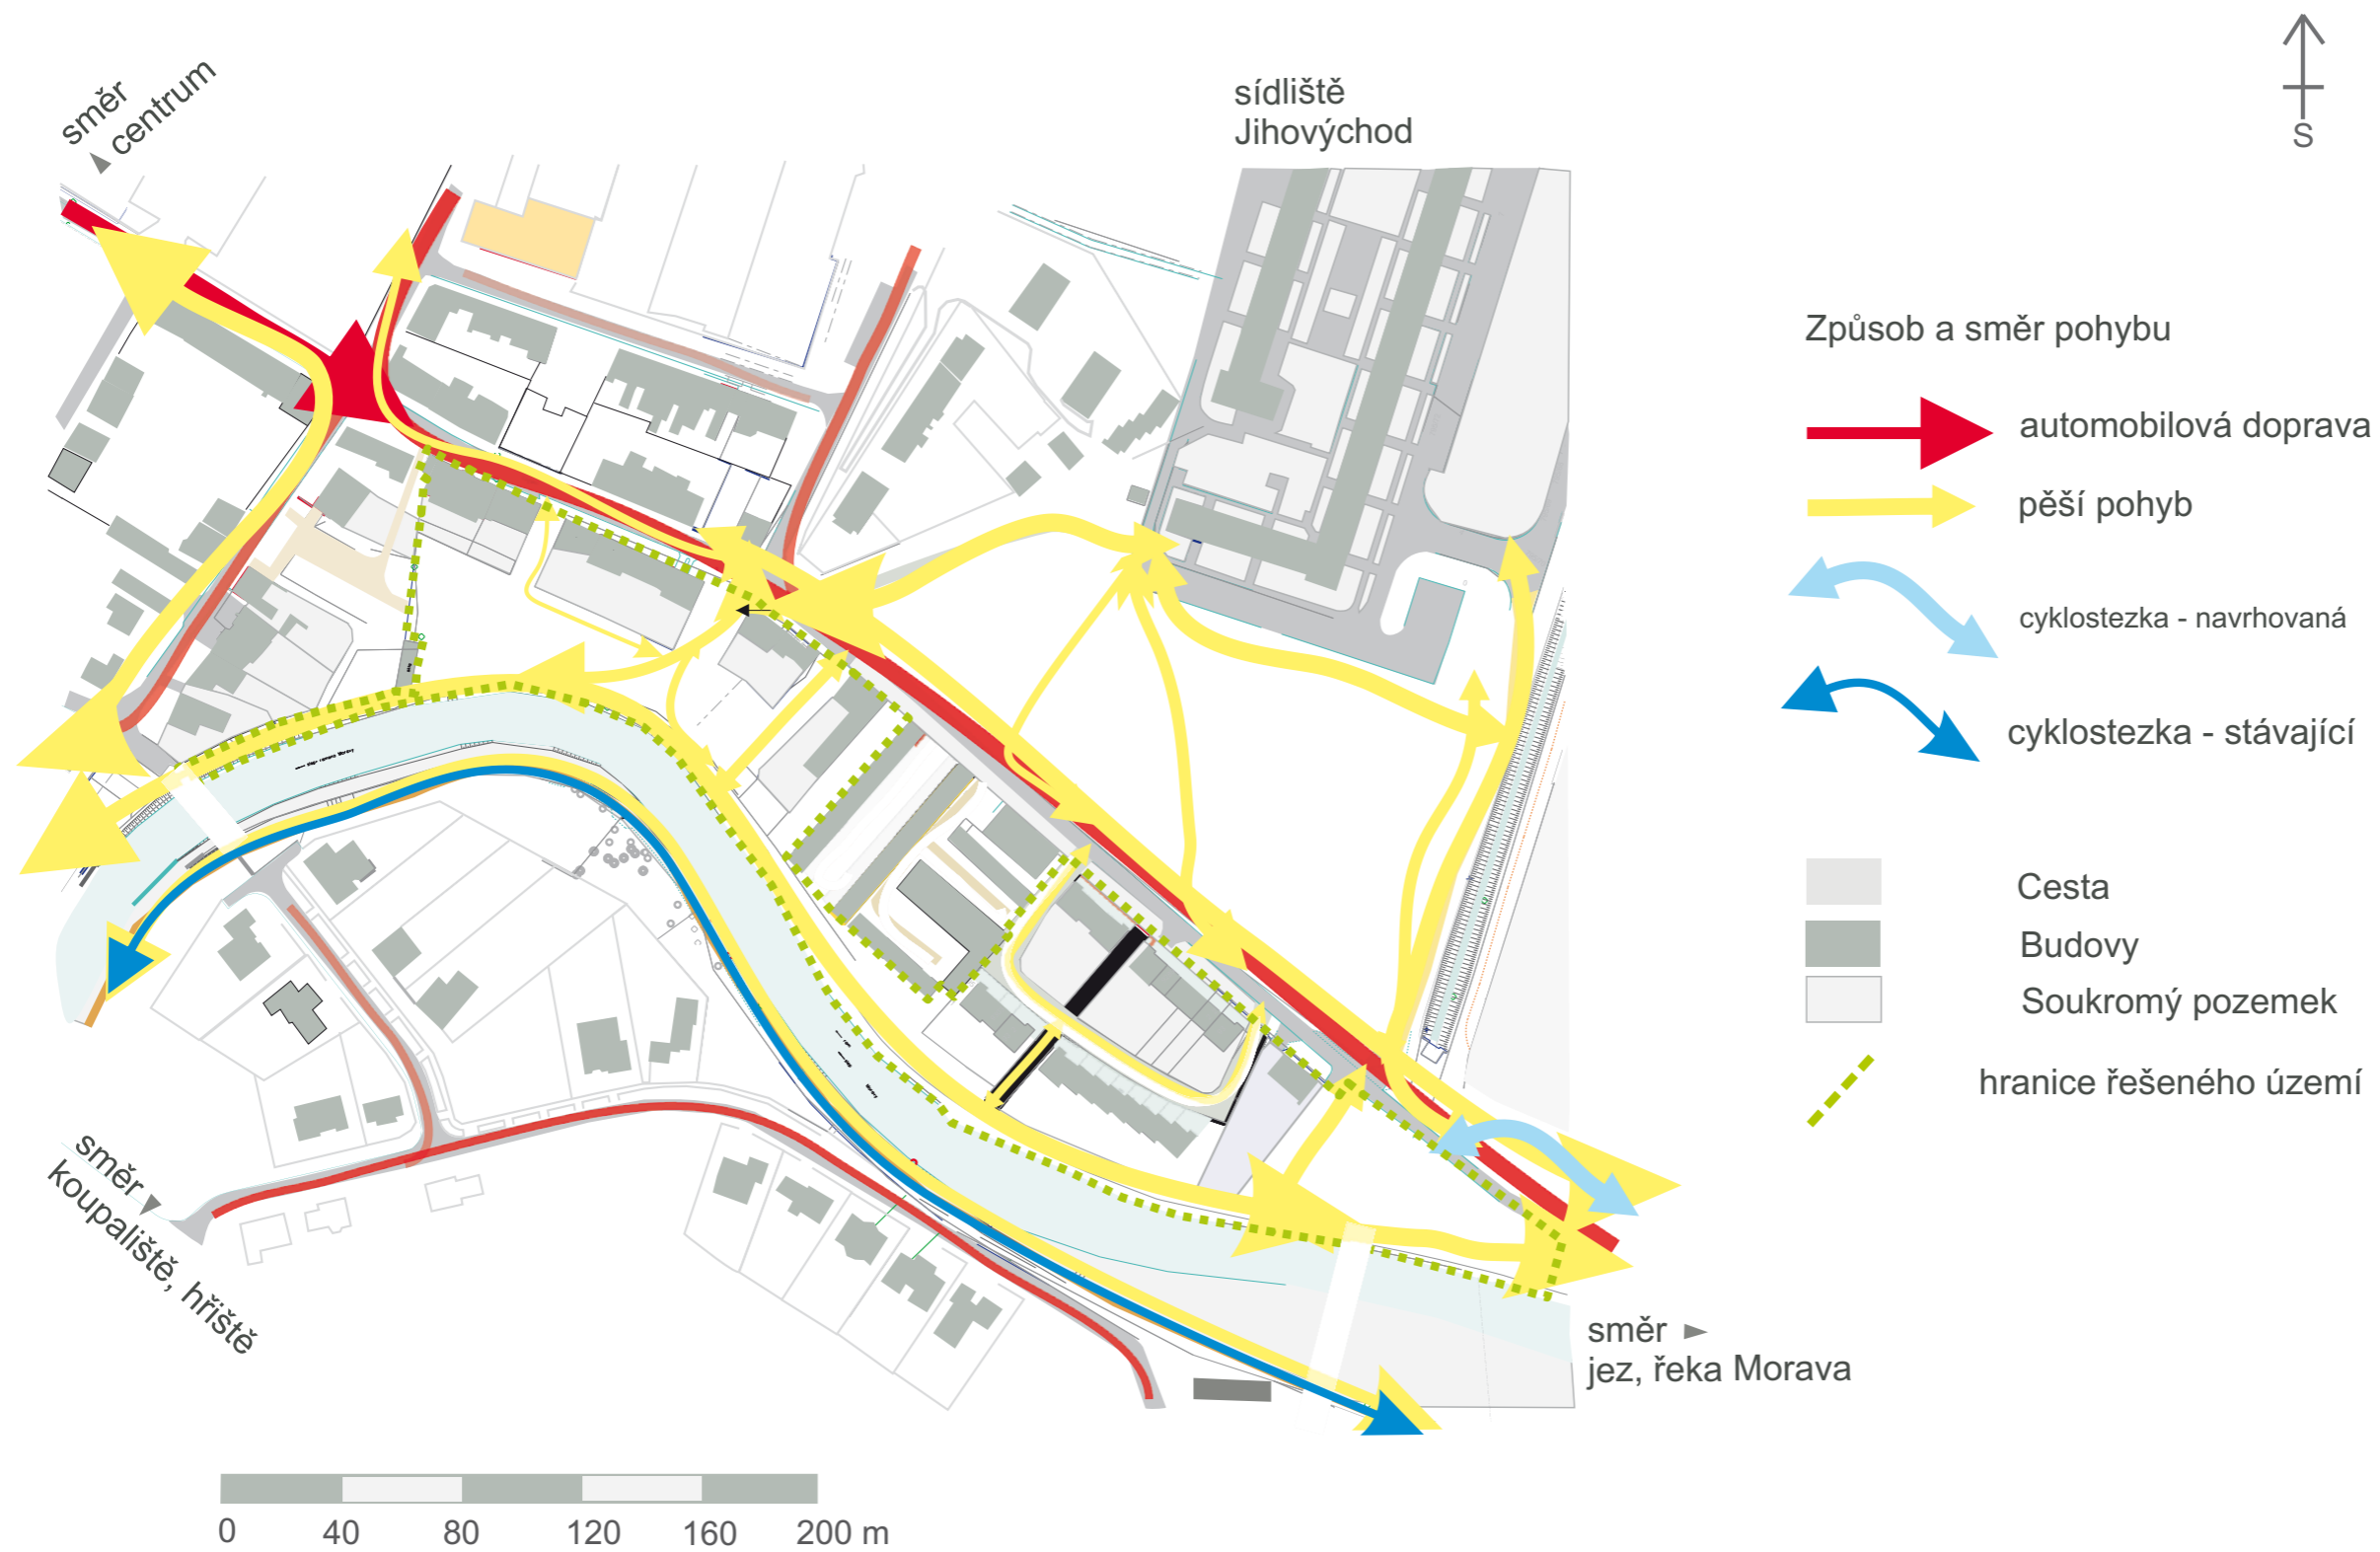 směr
centrum
sídliště
Jihovýchod
S
Způsob a směr pohybu
automobilová doprava
pěší pohyb
cyklostezka - navrhovaná
cyklostezka - stávající
Cesta
Budovy
Soukromý pozemek
hranice řešeného území
směr
koupaliště, hřiště
směr
jez, řeka Morava
0 40 80 120 160 200 m